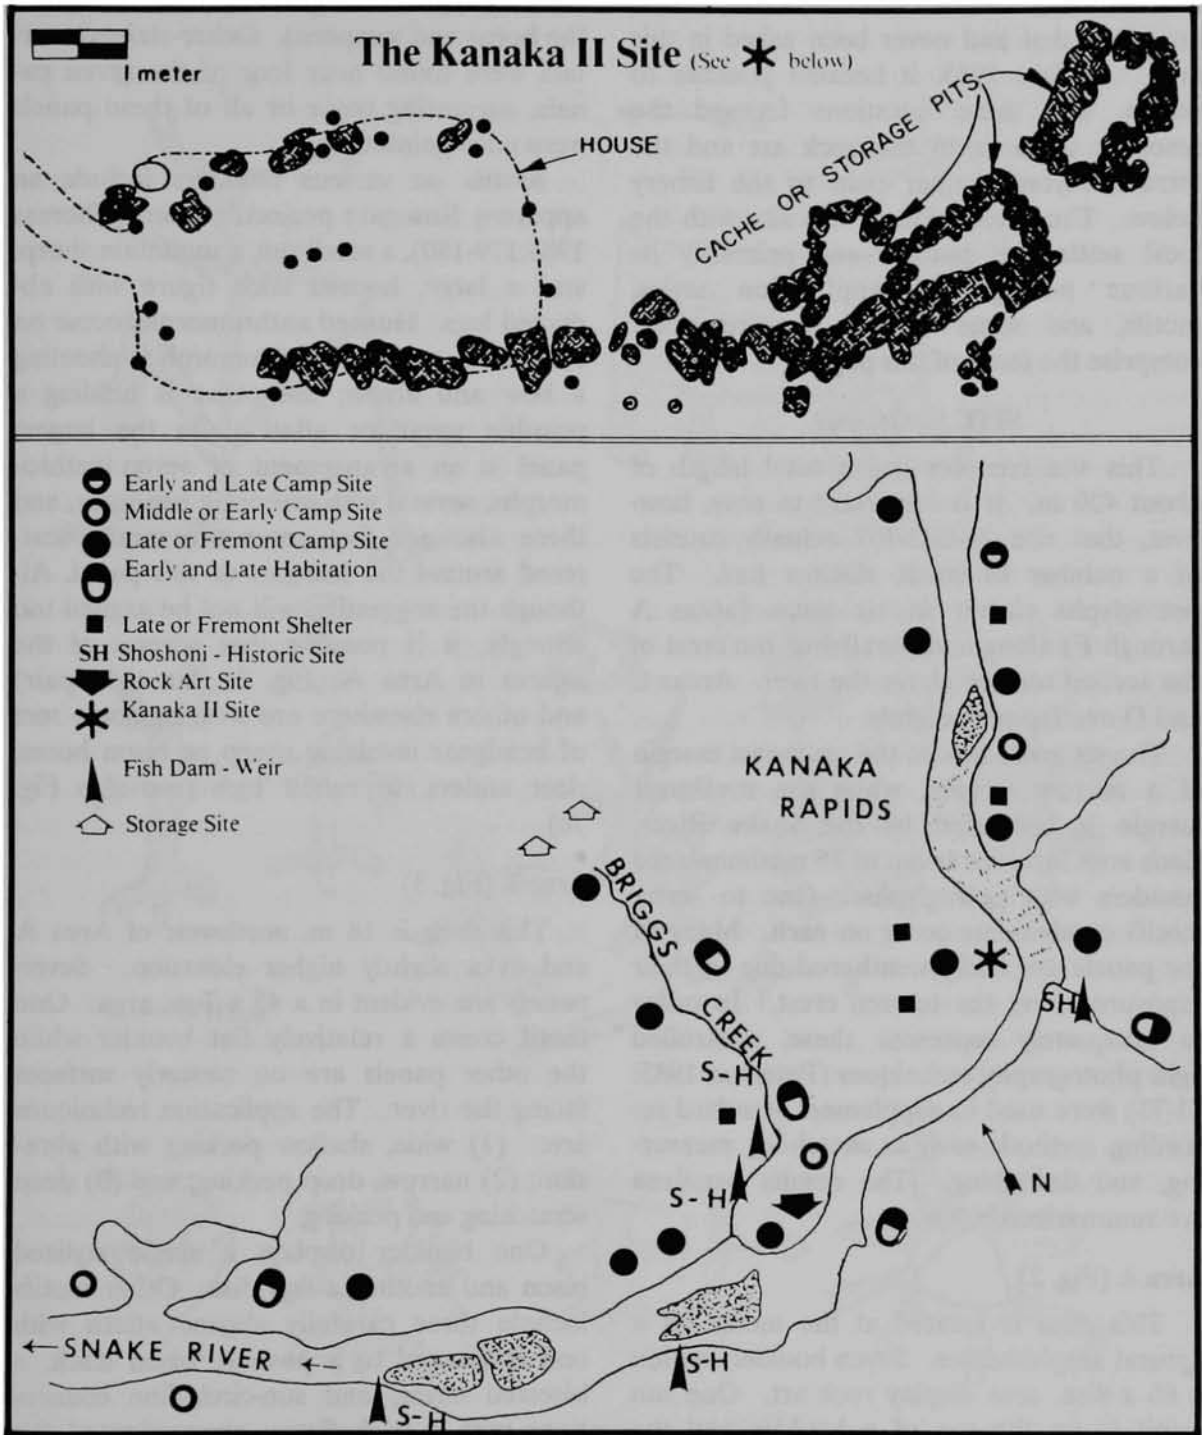 The Kanaka II Site (See ✶ below)
1 meter
HOUSE
CACHE OR STORAGE PITS
Early and Late Camp Site
Middle or Early Camp Site
Late or Fremont Camp Site
Early and Late Habitation
Late or Fremont Shelter
SH Shoshoni - Historic Site
Rock Art Site
Kanaka II Site
Fish Dam - Weir
Storage Site
KANAKA
RAPIDS
BRIGGS CREEK
SH
S-H
S-H
N
SNAKE RIVER
S-H
S-H